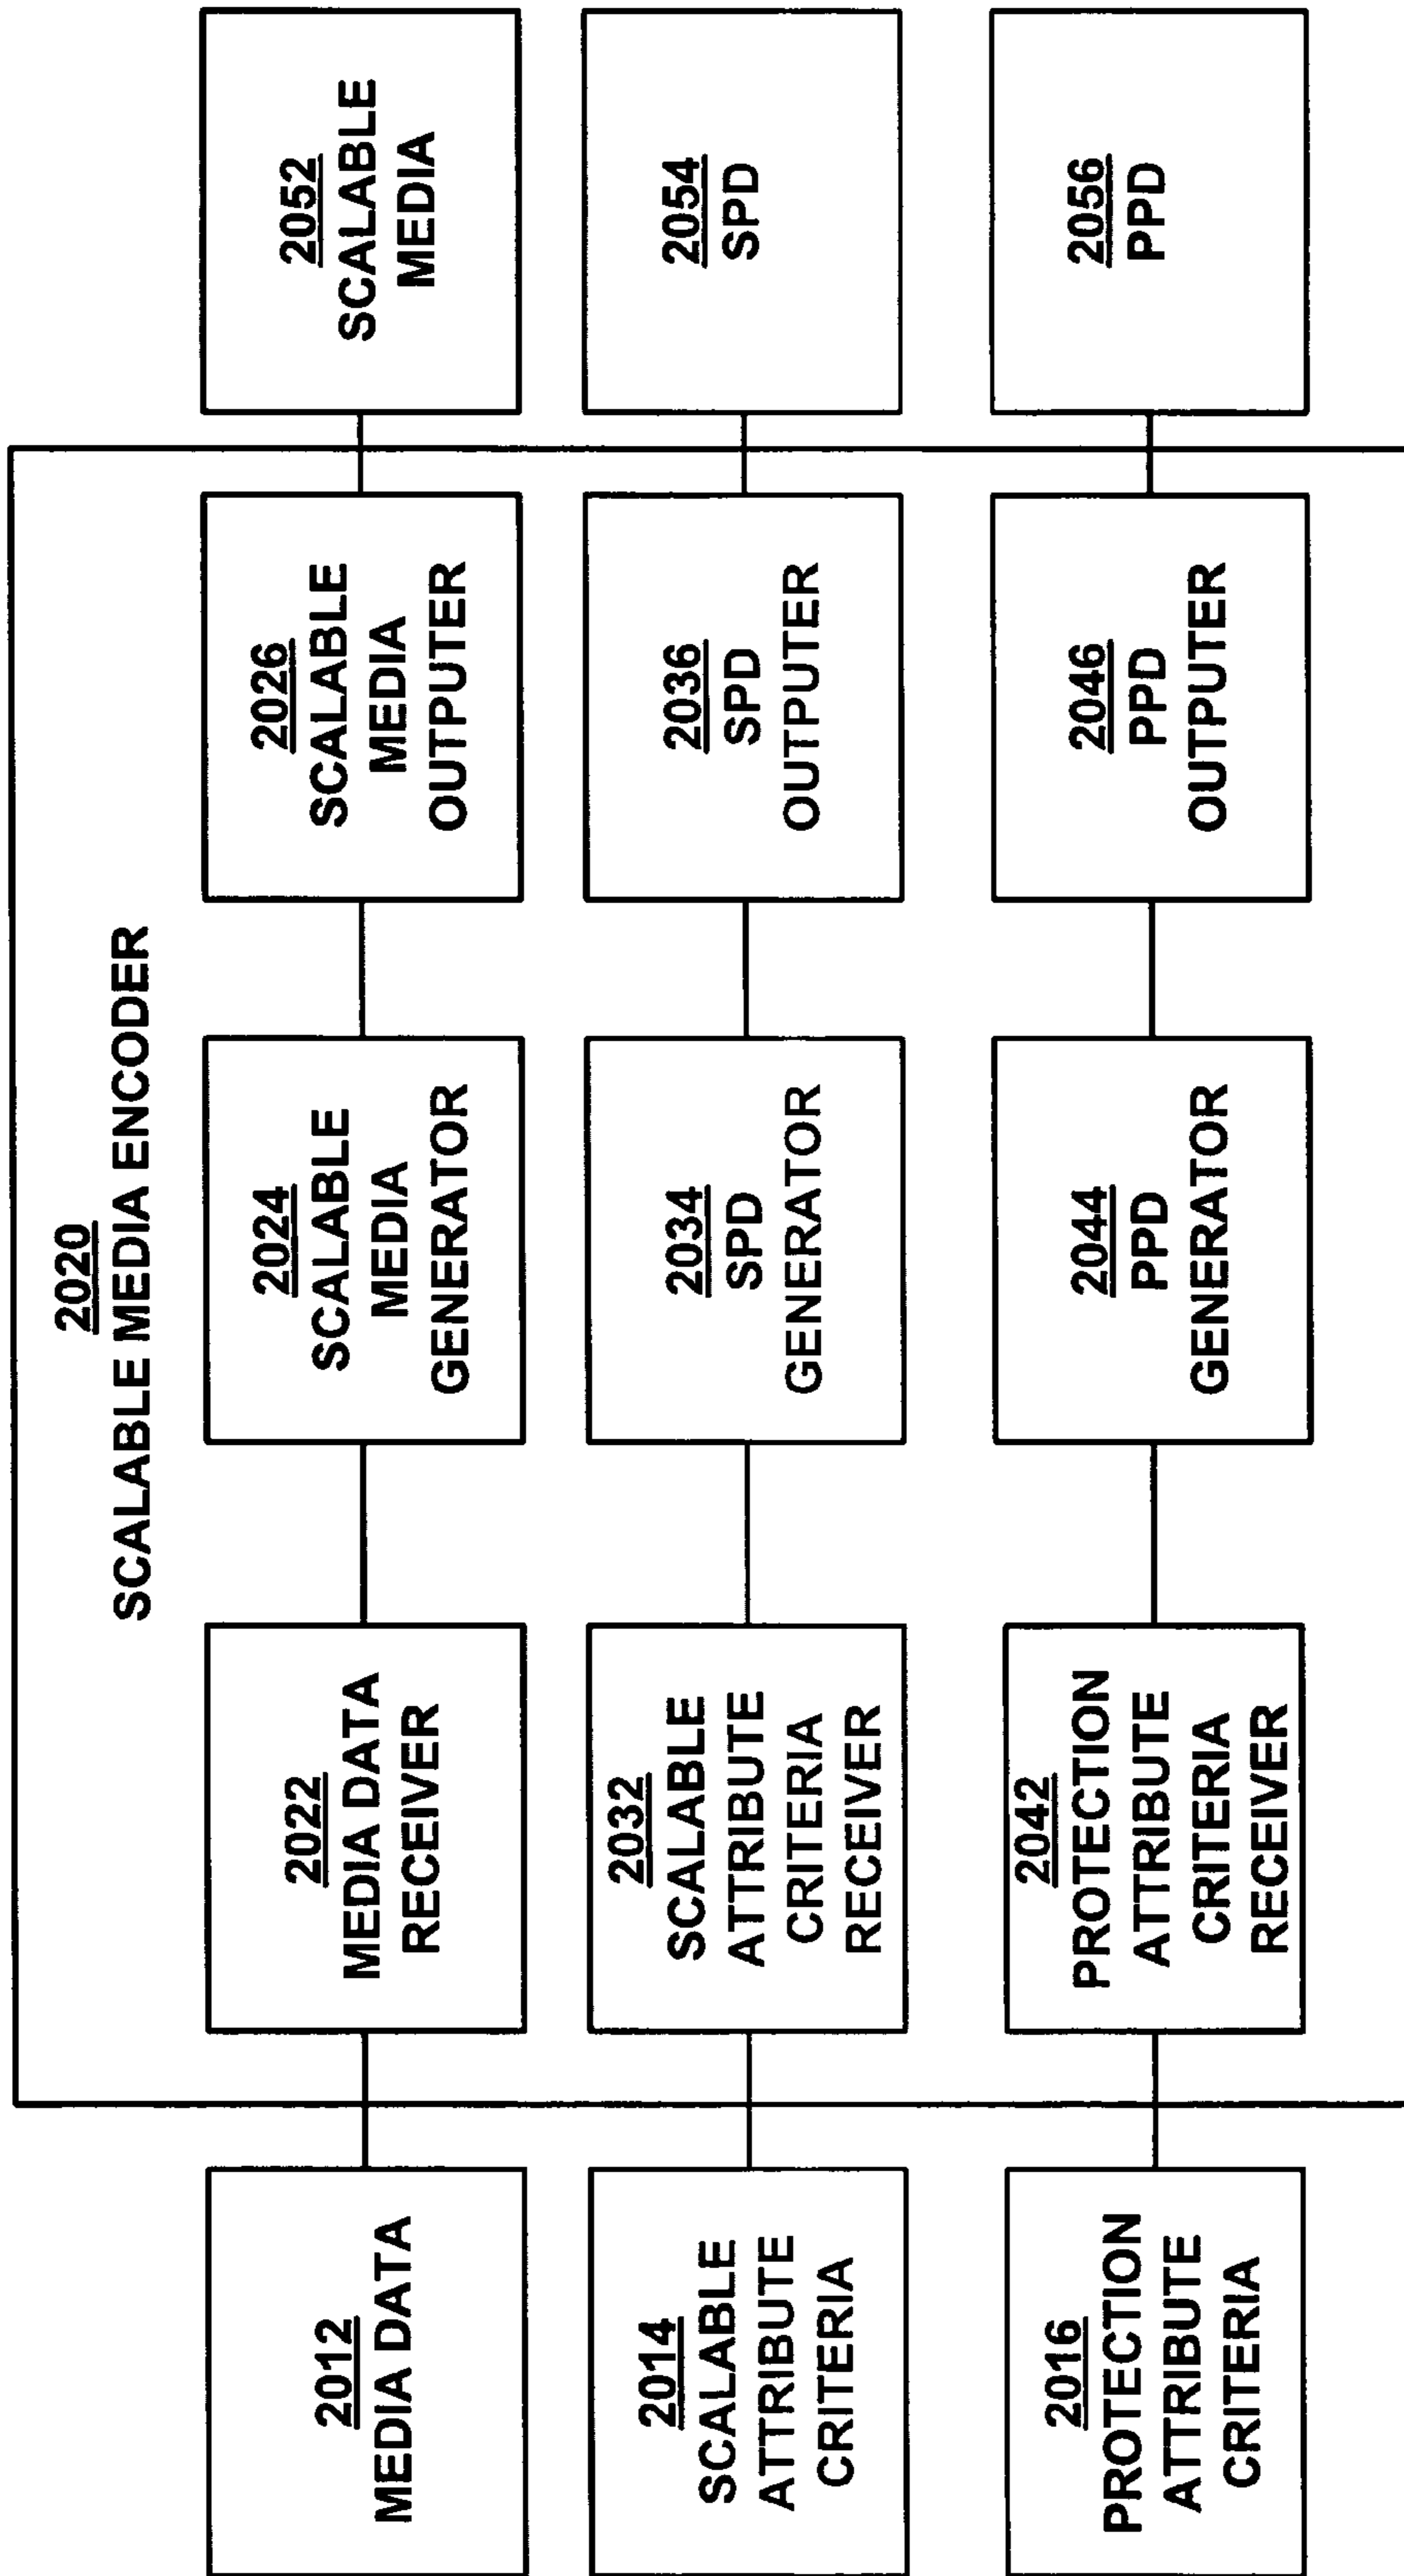 2020
SCALABLE MEDIA ENCODER
2012
MEDIA DATA
2022
MEDIA DATA
RECEIVER
2024
SCALABLE
MEDIA
GENERATOR
2026
SCALABLE
MEDIA
OUTPUTER
2052
SCALABLE
MEDIA
2014
SCALABLE
ATTRIBUTE
CRITERIA
2032
SCALABLE
ATTRIBUTE
CRITERIA
RECEIVER
2034
SPD
GENERATOR
2036
SPD
OUTPUTER
2054
SPD
2016
PROTECTION
ATTRIBUTE
CRITERIA
2042
PROTECTION
ATTRIBUTE
CRITERIA
RECEIVER
2044
PPD
GENERATOR
2046
PPD
OUTPUTER
2056
PPD